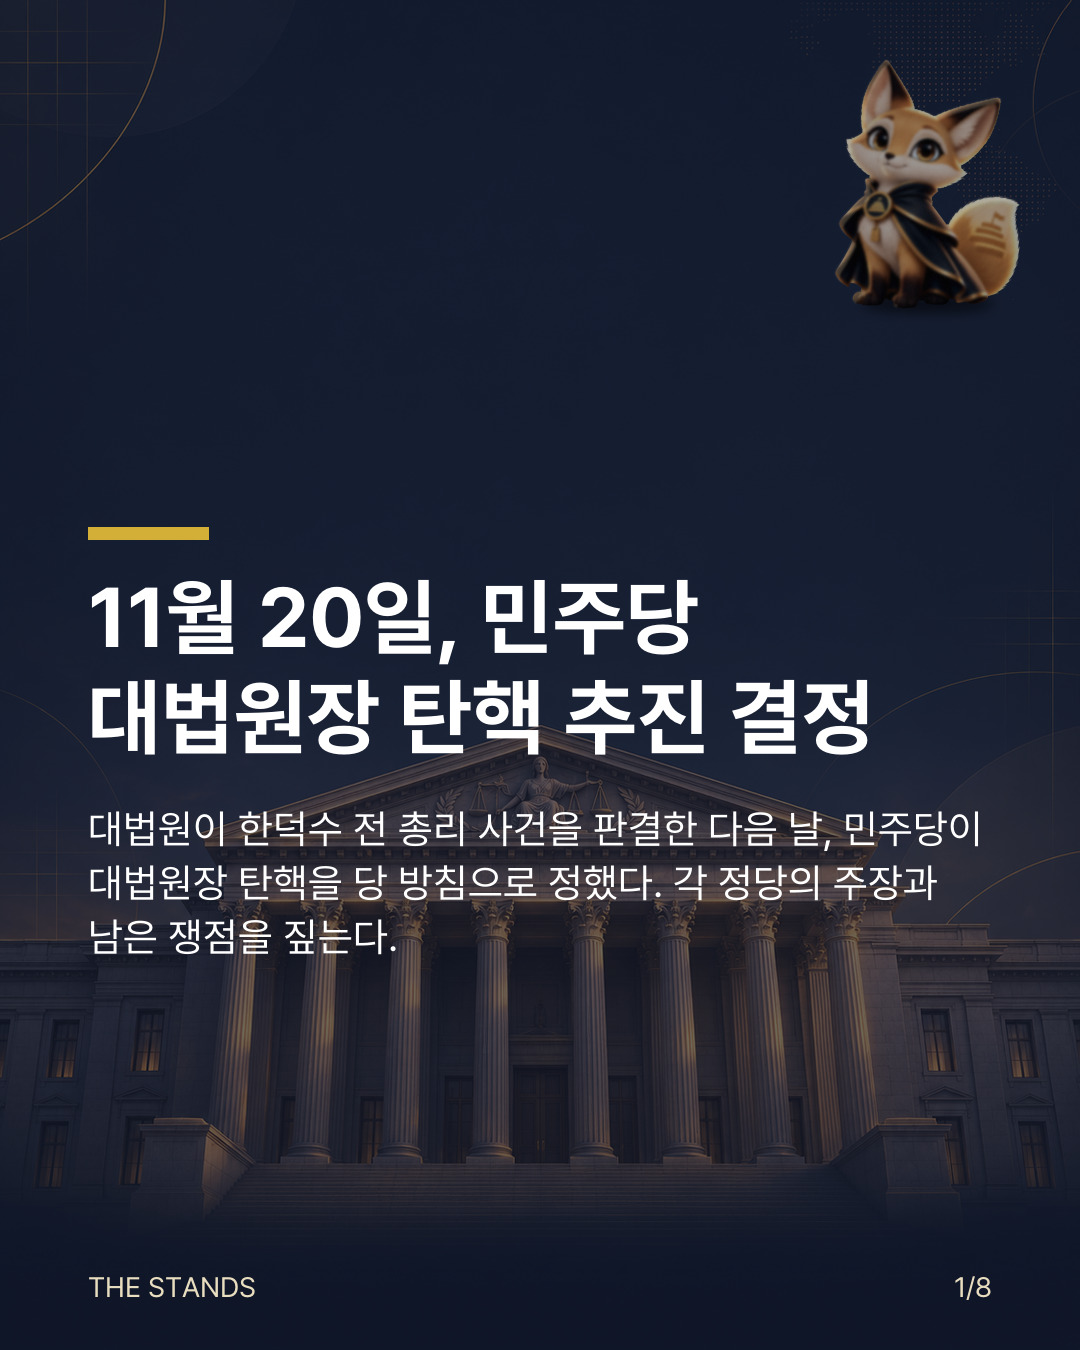 11월 20일, 민주당
대법원장 탄핵 추진 결정
대법원이 한덕수 전 총리 사건을 판결한 다음 날, 민주당이
대법원장 탄핵을 당 방침으로 정했다. 각 정당의 주장과
남은 쟁점을 짚는다.
THE STANDS
1/8